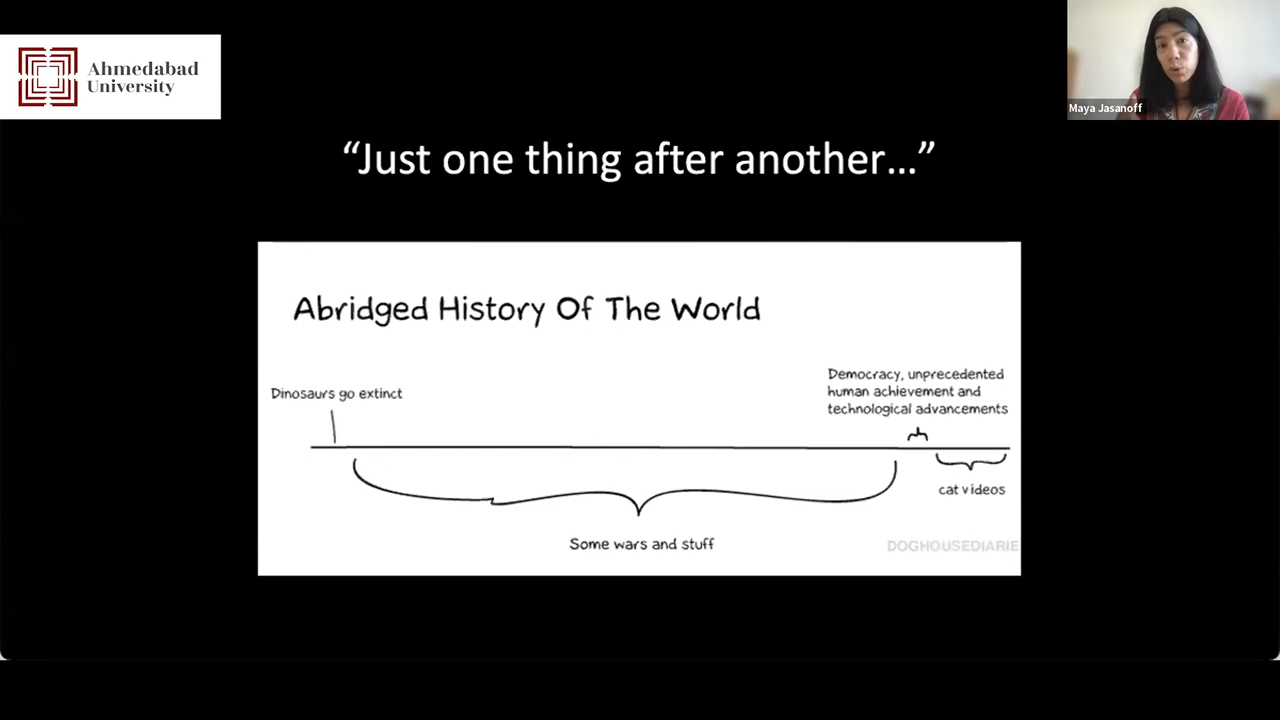 Ahmedabad
University
Maya Jasanoff
“Just one thing after another...”
Abridged History Of The World
Democracy, unprecedented
human achievement and
technological advancements
Dinosaurs go extinct
cat videos
Some wars and stuff
DOGHOUSEDIARIE